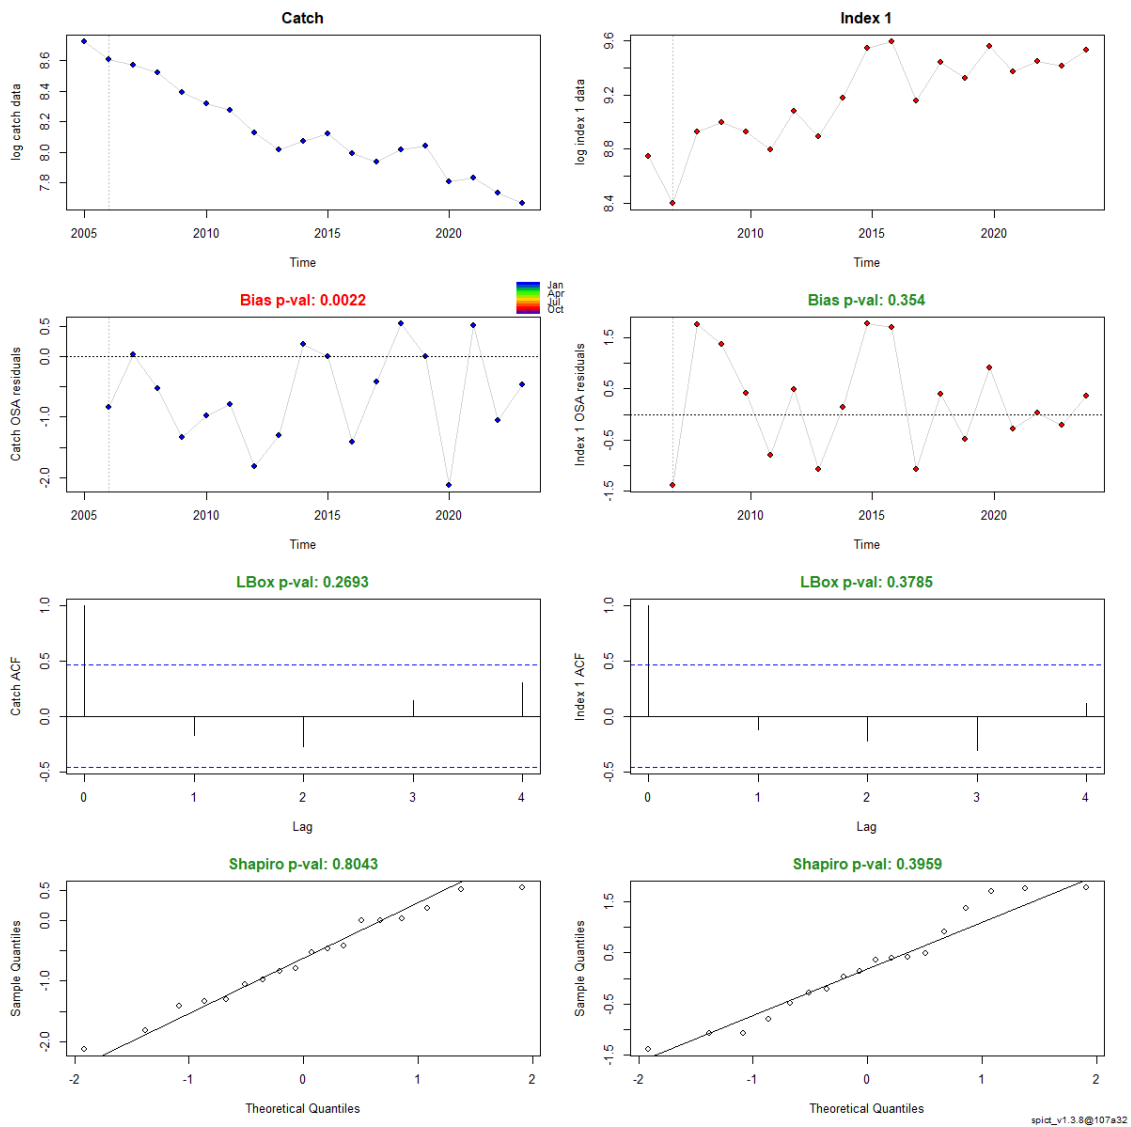 Catch
log catch data
7.8 8.0 8.2 8.4 8.6
2005 2010 2015 2020
Time
Index 1
log index 1 data
8.4 8.8 9.2 9.6
2010 2015 2020
Time
Bias p-val: 0.0022
Jan
Apr
Jul
Oct
Catch OSA residuals
-2.0 -1.0 0.0 0.5
2005 2010 2015 2020
Time
Bias p-val: 0.354
Index 1 OSA residuals
-1.5 -0.5 0.5 1.5
2010 2015 2020
Time
LBox p-val: 0.2693
Catch ACF
-0.5 0.0 0.5 1.0
0 1 2 3 4
Lag
LBox p-val: 0.3785
Index 1 ACF
-0.5 0.0 0.5 1.0
0 1 2 3 4
Lag
Shapiro p-val: 0.8043
Sample Quantiles
-2.0 -1.0 0.0 0.5
-2 -1 0 1 2
Theoretical Quantiles
Shapiro p-val: 0.3959
Sample Quantiles
-1.5 -0.5 0.5 1.5
-2 -1 0 1 2
Theoretical Quantiles
spict_v1.3.8@107a32